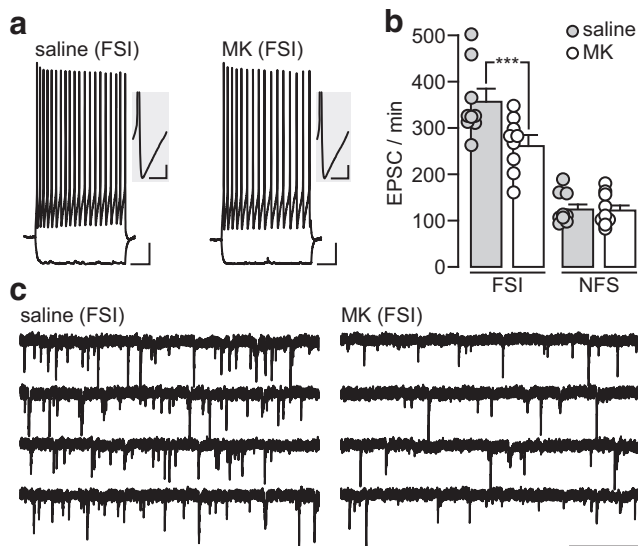 a
saline (FSI)
MK (FSI)
b
saline
MK
***
EPSC / min
500
400
300
200
100
0
FSI
NFS
c
saline (FSI)
MK (FSI)